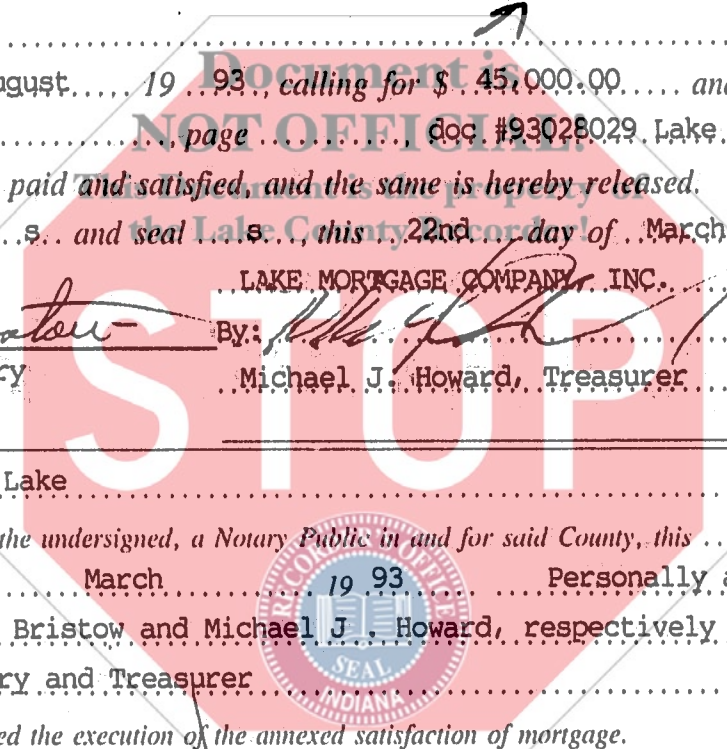 ugust..... 19 ..93.., calling for $ ..45,000.00..... and
............., page ..........., doc #93028029 Lake
paid and satisfied, and the same is hereby released.
..s.. and seal ....s..., this ...22nd....day of ...March
..LAKE MORTGAGE COMPANY, INC.
By:
ry
..Michael J. Howard, Treasurer
Lake
the undersigned, a Notary Public in and for said County, this ...
March .......... 19 93 ....... Personally a
Bristow and Michael J . Howard, respectively
ry and Treasurer
ed the execution of the annexed satisfaction of mortgage.
Document is
NOT OFFICIAL!
This Document is the property of
the Lake County Recorder!
STOP
RECORDER'S OFFICE
SEAL
INDIANA